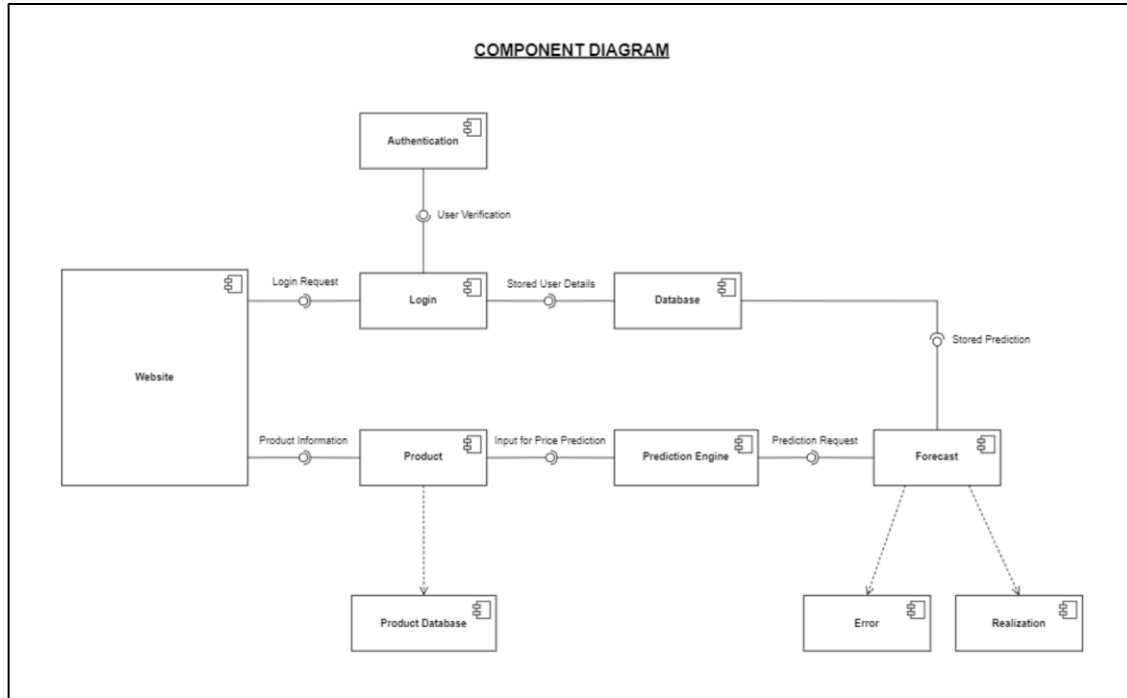 COMPONENT DIAGRAM
Authentication
User Verification
Login Request
Login
Stored User Details
Database
Stored Prediction
Website
Product Information
Product
Input for Price Prediction
Prediction Engine
Prediction Request
Forecast
Product Database
Error
Realization